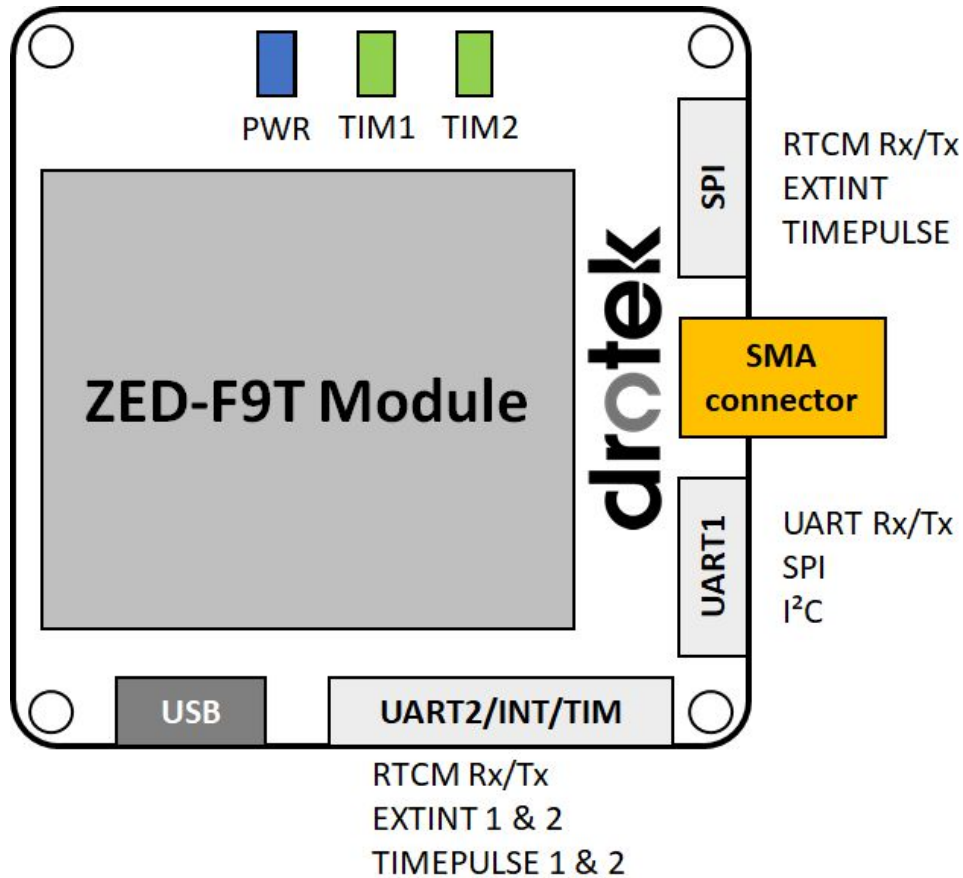 PWR TIM1 TIM2
SPI
RTCM Rx/Tx
EXTINT
TIMEPULSE
drotek
ZED-F9T Module
SMA
connector
UART1
UART Rx/Tx
SPI
I²C
USB
UART2/INT/TIM
RTCM Rx/Tx
EXTINT 1 & 2
TIMEPULSE 1 & 2